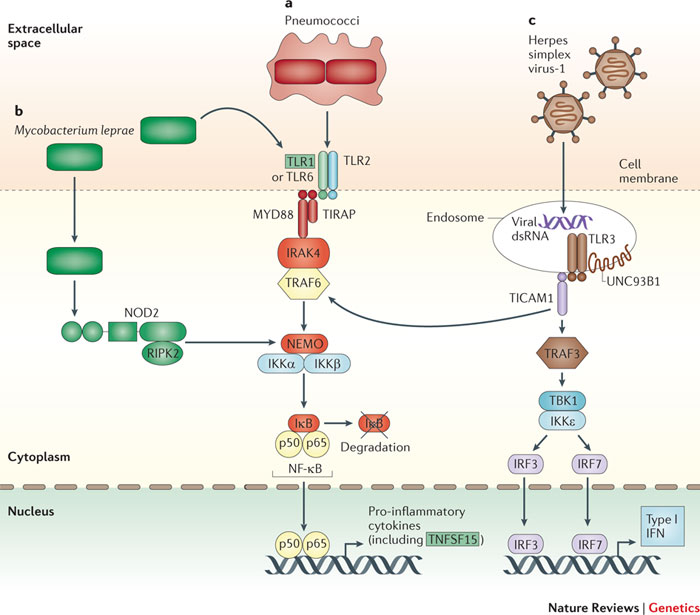 Extracellular
space
a
Pneumococci
c
Herpes
simplex
virus-1
b
Mycobacterium leprae
TLR1
or TLR6
TLR2
Cell
membrane
MYD88
TIRAP
Endosome
Viral
dsRNA
TLR3
UNC93B1
IRAK4
TRAF6
TICAM1
NOD2
RIPK2
NEMO
IKKα
IKKβ
TRAF3
TBK1
IKKε
IκB
IκB
Degradation
p50
p65
NF-κB
IRF3
IRF7
Cytoplasm
Nucleus
p50
p65
Pro-inflammatory
cytokines
(including TNFSF15)
IRF3
IRF7
Type I
IFN
Nature Reviews | Genetics